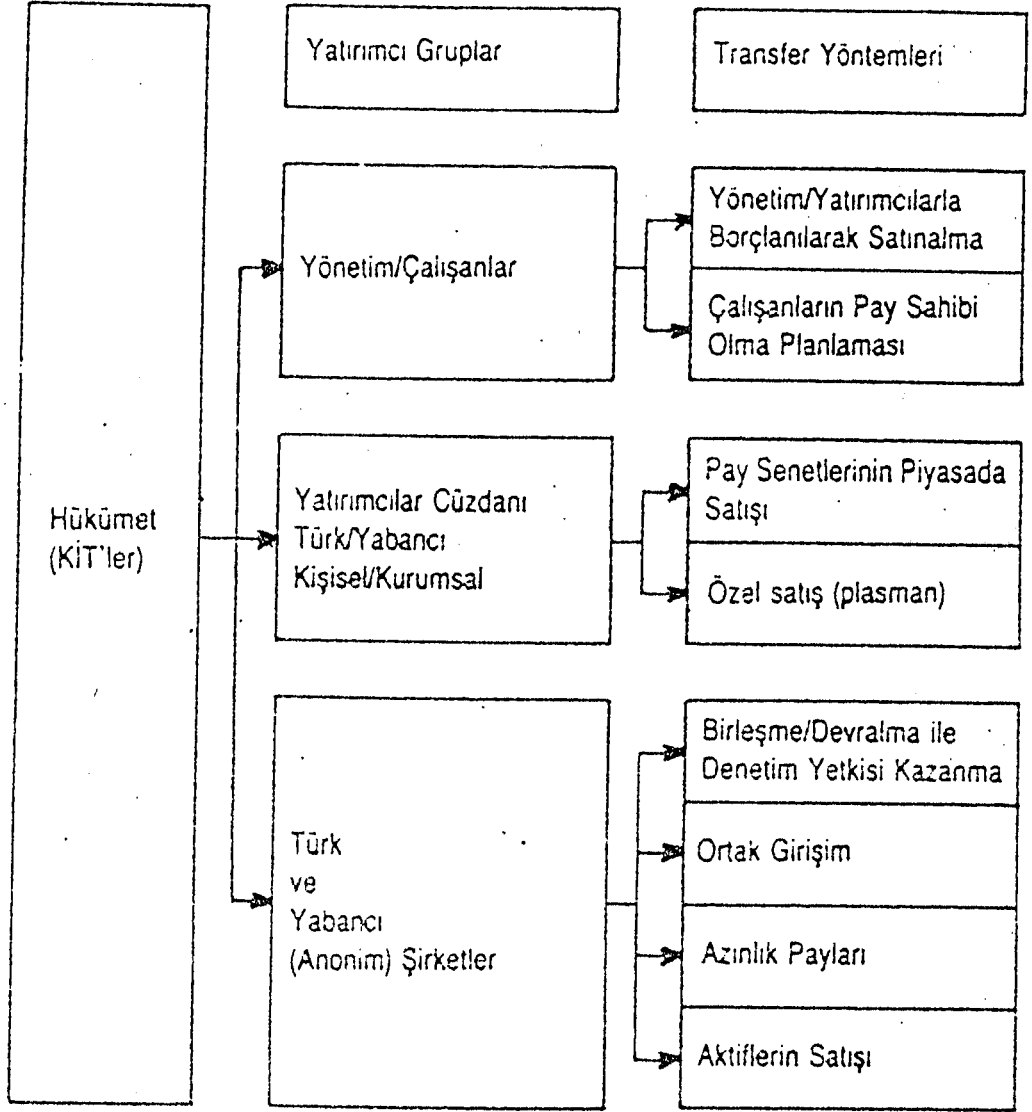 Yatırımcı Gruplar
Transfer Yöntemleri
Hükümet
(KİT'ler)
Yönetim/Çalışanlar
Yönetim/Yatırımcılarla
Borçlanılarak Satınalma
Çalışanların Pay Sahibi
Olma Planlaması
Yatırımcılar Cüzdanı
Türk/Yabancı
Kişisel/Kurumsal
Pay Senetlerinin Piyasada
Satışı
Özel satış (plasman)
Türk
ve
Yabancı
(Anonim) Şirketler
Birleşme/Devralma ile
Denetim Yetkisi Kazanma
Ortak Girişim
Azınlık Payları
Aktiflerin Satışı